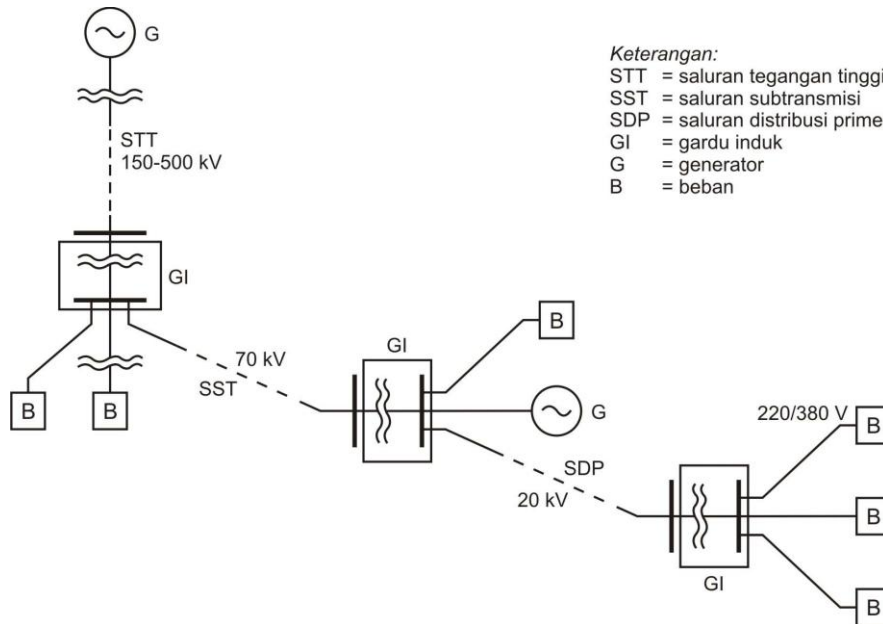 G
Keterangan:
STT = saluran tegangan tinggi
SST = saluran subtransmisi
SDP = saluran distribusi prime
GI = gardu induk
G = generator
B = beban
STT
150-500 kV
GI
B
B
70 kV
SST
GI
B
G
SDP
20 kV
220/380 V
B
B
B
GI